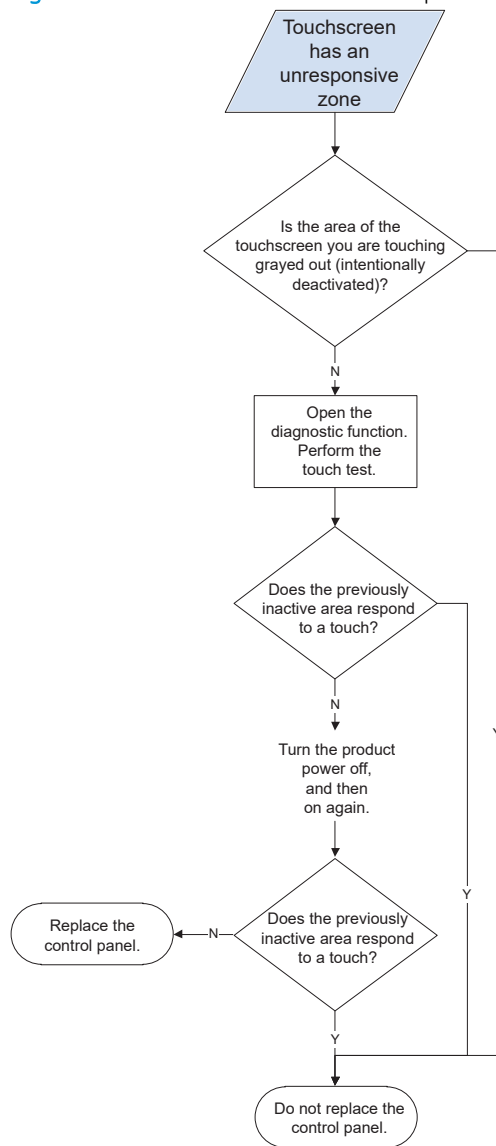 Touchscreen
has an
unresponsive
zone
Is the area of the
touchscreen you are touching
grayed out (intentionally
deactivated)?
N
Open the
diagnostic function.
Perform the
touch test.
Does the previously
inactive area respond
to a touch?
N
Turn the product
power off,
and then
on again.
Y
Does the previously
inactive area respond
to a touch?
N
Replace the
control panel.
Y
Y
Do not replace the
control panel.